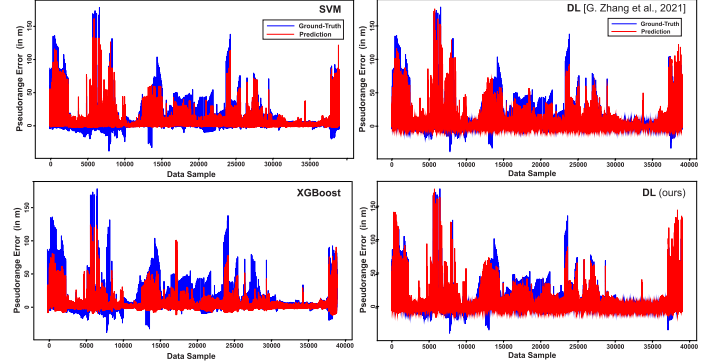 SVM
Ground-Truth
Prediction
Pseudorange Error (in m)
150
100
50
0
0 5000 10000 15000 20000 25000 30000 35000
Data Sample
DL [G. Zhang et al., 2021]
Ground-Truth
Prediction
Pseudorange Error (in m)
150
100
50
0
0 5000 10000 15000 20000 25000 30000 35000 40000
Data Sample
XGBoost
Pseudorange Error (in m)
150
100
50
0
0 5000 10000 15000 20000 25000 30000 35000 40000
Data Sample
DL (ours)
Pseudorange Error (in m)
150
100
50
0
0 5000 10000 15000 20000 25000 30000 35000 40000
Data Sample